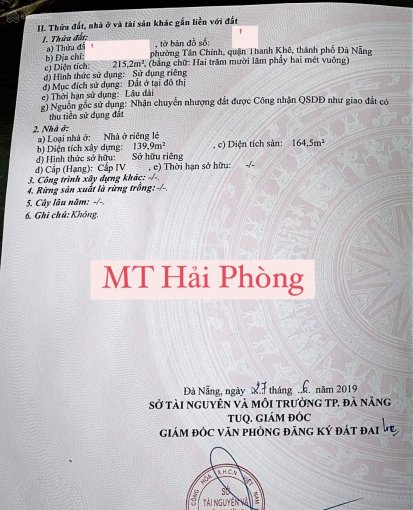 II. Thửa đất, nhà ở và tài sản khác gắn liền với đất
1. Thửa đất:
a) Thửa đấ , tờ bản đồ số:
b) Địa chỉ: phường Tân Chính, quận Thanh Khê, thành phố Đà Nẵng
c) Diện tích: 215,2m², (bằng chữ: Hai trăm mười lăm phẩy hai mét vuông)
d) Hình thức sử dụng: Sử dụng riêng
đ) Mục đích sử dụng: Đất ở tại đô thị
e) Thời hạn sử dụng: Lâu dài
g) Nguồn gốc sử dụng: Nhận chuyển nhượng đất được Công nhận QSDĐ như giao đất có
thu tiền sử dụng đất
2. Nhà ở:
a) Loại nhà ở: Nhà ở riêng lẻ
b) Diện tích xây dựng: 139,9m² , c) Diện tích sàn: 164,5m²
d) Hình thức sở hữu: Sở hữu riêng
đ) Cấp (Hạng): Cấp IV , e) Thời hạn sở hữu: -/-
3. Công trình xây dựng khác: -/-
4. Rừng sản xuất là rừng trồng: -/-
5. Cây lâu năm: -/-
6. Ghi chú: Không.
MT Hải Phòng
Đà Nẵng, ngày 27 tháng 6 năm 2019
SỞ TÀI NGUYÊN VÀ MÔI TRƯỜNG TP. ĐÀ NẴNG
TUQ. GIÁM ĐỐC
GIÁM ĐỐC VĂN PHÒNG ĐĂNG KÝ ĐẤT ĐAI
CỘNG HÒA X.H.C.N VIỆT NAM
SỞ
TÀI NGUYÊN VÀ